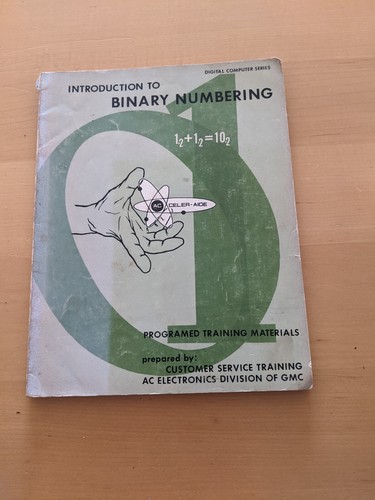 DIGITAL COMPUTER SERIES
INTRODUCTION TO
BINARY NUMBERING
1₂+1₂=10₂
AC CELER-AIDE
PROGRAMED TRAINING MATERIALS
prepared by:
CUSTOMER SERVICE TRAINING
AC ELECTRONICS DIVISION OF GMC
01